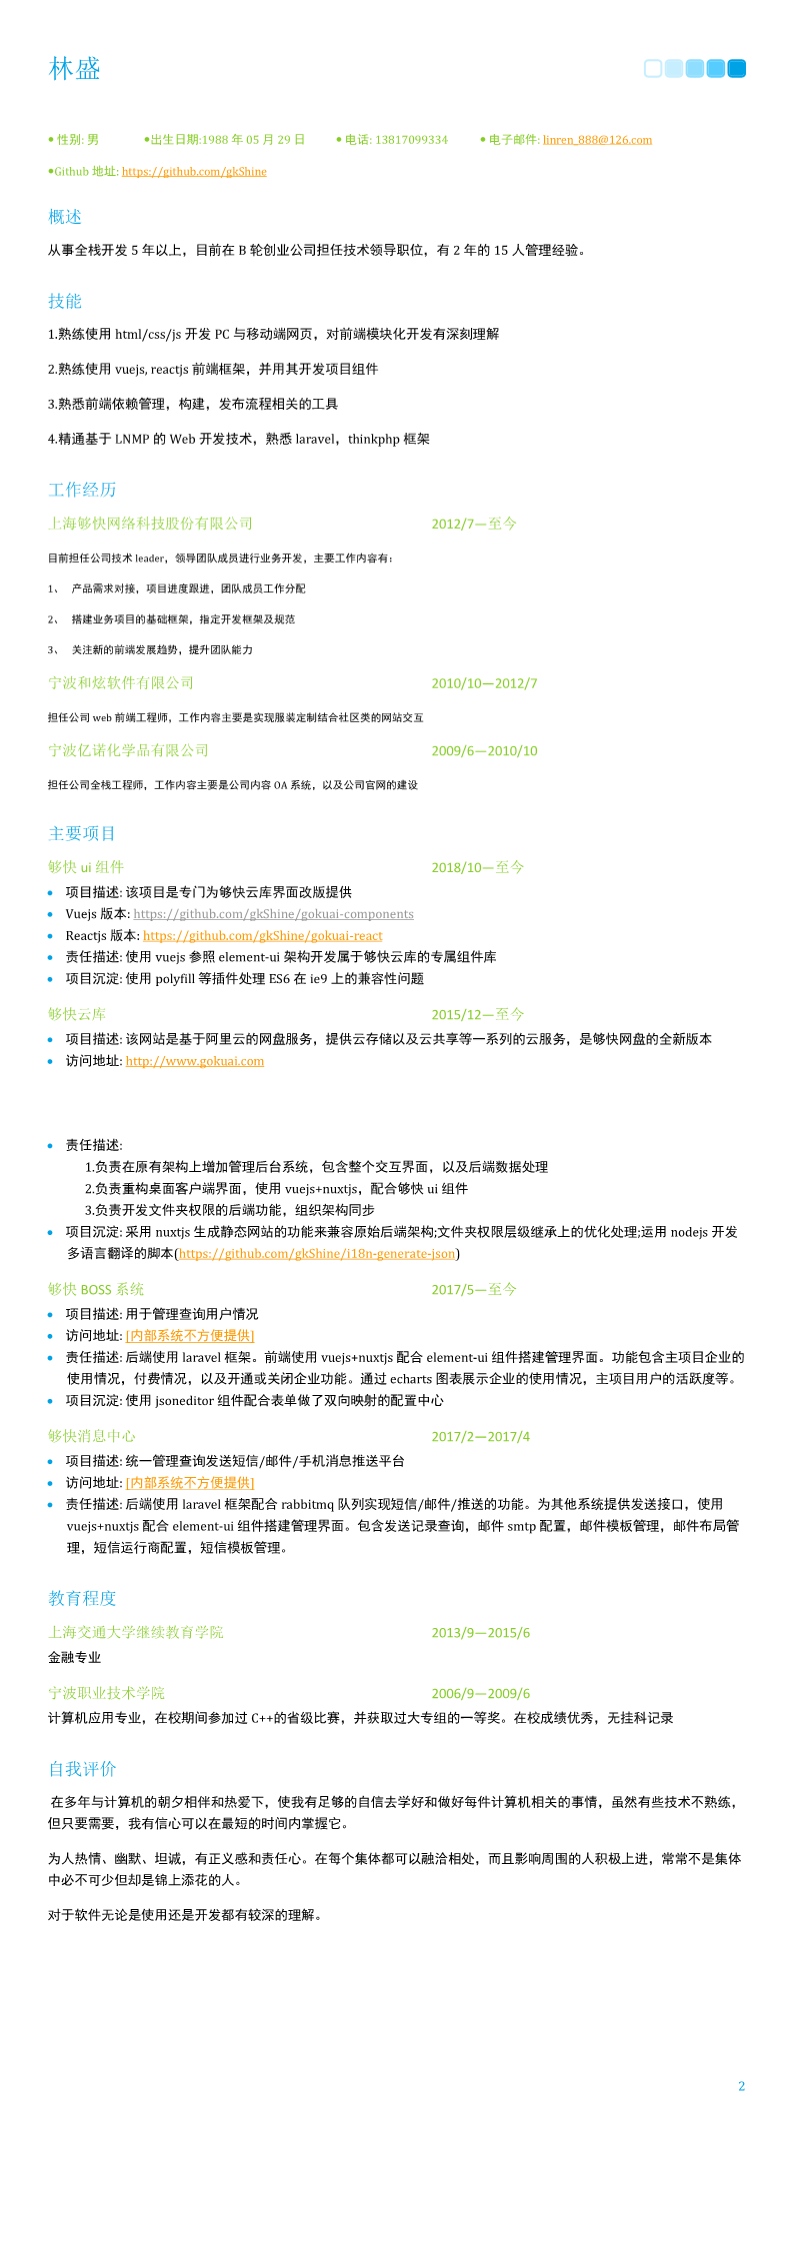 林盛
• 性别: 男 •出生日期:1988 年 05 月 29 日 • 电话: 13817099334 • 电子邮件: linren_888@126.com
•Github 地址: https://github.com/gkShine
概述
从事全栈开发 5 年以上，目前在 B 轮创业公司担任技术领导职位，有 2 年的 15 人管理经验。
技能
1.熟练使用 html/css/js 开发 PC 与移动端网页，对前端模块化开发有深刻理解
2.熟练使用 vuejs, reactjs 前端框架，并用其开发项目组件
3.熟悉前端依赖管理，构建，发布流程相关的工具
4.精通基于 LNMP 的 Web 开发技术，熟悉 laravel，thinkphp 框架
工作经历
上海够快网络科技股份有限公司 2012/7—至今
目前担任公司技术 leader，领导团队成员进行业务开发，主要工作内容有:
1、 产品需求对接，项目进度跟进，团队成员工作分配
2、 搭建业务项目的基础框架，指定开发框架及规范
3、 关注新的前端发展趋势，提升团队能力
宁波和炫软件有限公司 2010/10—2012/7
担任公司 web 前端工程师，工作内容主要是实现服装定制结合社区类的网站交互
宁波亿诺化学品有限公司 2009/6—2010/10
担任公司全栈工程师，工作内容主要是公司内容 OA 系统，以及公司官网的建设
主要项目
够快 ui 组件 2018/10—至今
• 项目描述: 该项目是专门为够快云库界面改版提供
• Vuejs 版本: https://github.com/gkShine/gokuai-components
• Reactjs 版本: https://github.com/gkShine/gokuai-react
• 责任描述: 使用 vuejs 参照 element-ui 架构开发属于够快云库的专属组件库
• 项目沉淀: 使用 polyfill 等插件处理 ES6 在 ie9 上的兼容性问题
够快云库 2015/12—至今
• 项目描述: 该网站是基于阿里云的网盘服务，提供云存储以及云共享等一系列的云服务，是够快网盘的全新版本
• 访问地址: http://www.gokuai.com
• 责任描述:
1.负责在原有架构上增加管理后台系统，包含整个交互界面，以及后端数据处理
2.负责重构桌面客户端界面，使用 vuejs+nuxtjs，配合够快 ui 组件
3.负责开发文件夹权限的后端功能，组织架构同步
• 项目沉淀: 采用 nuxtjs 生成静态网站的功能来兼容原始后端架构;文件夹权限层级继承上的优化处理;运用 nodejs 开发
多语言翻译的脚本(https://github.com/gkShine/i18n-generate-json)
够快 BOSS 系统 2017/5—至今
• 项目描述: 用于管理查询用户情况
• 访问地址: [内部系统不方便提供]
• 责任描述: 后端使用 laravel 框架。前端使用 vuejs+nuxtjs 配合 element-ui 组件搭建管理界面。功能包含主项目企业的
使用情况，付费情况，以及开通或关闭企业功能。通过 echarts 图表展示企业的使用情况，主项目用户的活跃度等。
• 项目沉淀: 使用 jsoneditor 组件配合表单做了双向映射的配置中心
够快消息中心 2017/2—2017/4
• 项目描述: 统一管理查询发送短信/邮件/手机消息推送平台
• 访问地址: [内部系统不方便提供]
• 责任描述: 后端使用 laravel 框架配合 rabbitmq 队列实现短信/邮件/推送的功能。为其他系统提供发送接口，使用
vuejs+nuxtjs 配合 element-ui 组件搭建管理界面。包含发送记录查询，邮件 smtp 配置，邮件模板管理，邮件布局管
理，短信运行商配置，短信模板管理。
教育程度
上海交通大学继续教育学院 2013/9—2015/6
金融专业
宁波职业技术学院 2006/9—2009/6
计算机应用专业，在校期间参加过 C++的省级比赛，并获取过大专组的一等奖。在校成绩优秀，无挂科记录
自我评价
在多年与计算机的朝夕相伴和热爱下，使我有足够的自信去学好和做好每件计算机相关的事情，虽然有些技术不熟练，
但只要需要，我有信心可以在最短的时间内掌握它。
为人热情、幽默、坦诚，有正义感和责任心。在每个集体都可以融洽相处，而且影响周围的人积极上进，常常不是集体
中必不可少但却是锦上添花的人。
对于软件无论是使用还是开发都有较深的理解。
2